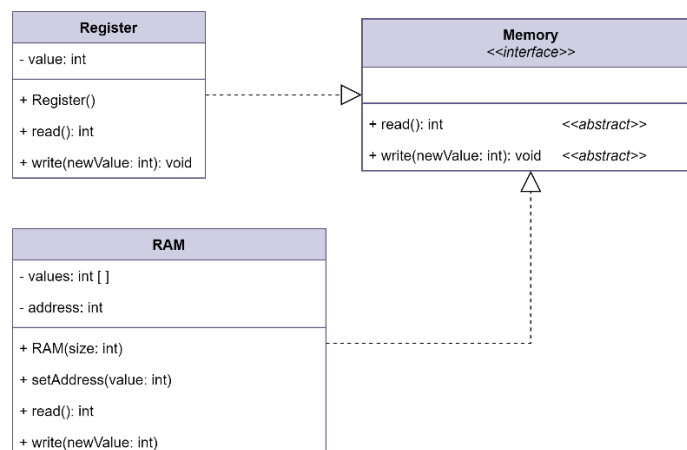 Register
- value: int
+ Register()
+ read(): int
+ write(newValue: int): void
Memory
<<interface>>
+ read(): int <<abstract>>
+ write(newValue: int): void <<abstract>>
RAM
- values: int [ ]
- address: int
+ RAM(size: int)
+ setAddress(value: int)
+ read(): int
+ write(newValue: int)